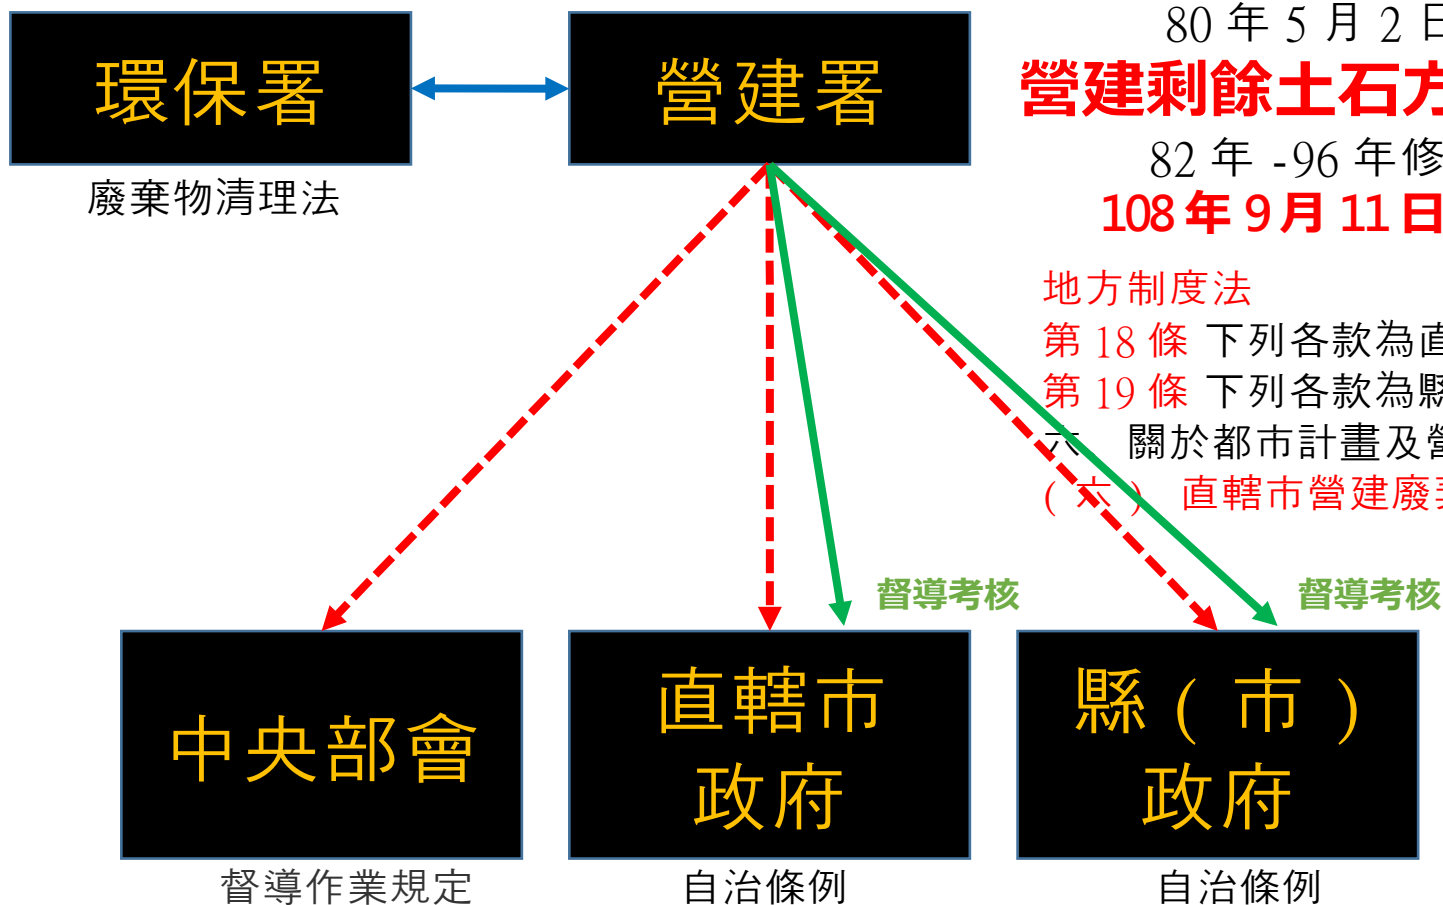 環保署
廢棄物清理法
營建署
80 年 5 月 2 日
營建剩餘土石方
82 年 -96 年修
108 年 9 月 11 日
地方制度法
第 18 條 下列各款為直
第 19 條 下列各款為縣
六 關於都市計畫及營
( 六 ) 直轄市營建廢棄
督導考核
督導考核
中央部會
督導作業規定
直轄市
政府
自治條例
縣 ( 市 )
政府
自治條例